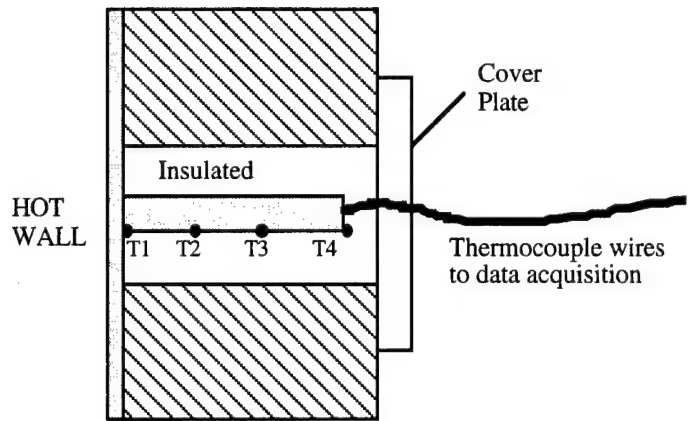 Cover
Plate
Insulated
HOT
WALL
T1 T2 T3 T4
Thermocouple wires
to data acquisition